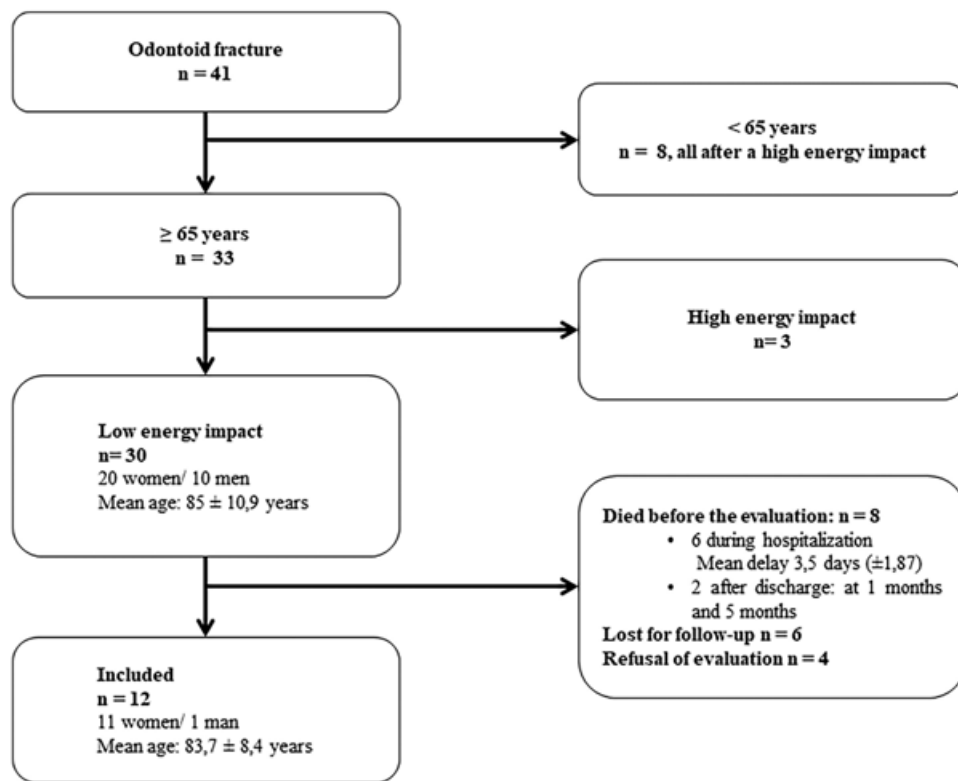 Odontoid fracture
n = 41
< 65 years
n = 8, all after a high energy impact
≥ 65 years
n = 33
High energy impact
n= 3
Low energy impact
n= 30
20 women/ 10 men
Mean age: 85 ± 10,9 years
Died before the evaluation: n = 8
• 6 during hospitalization
Mean delay 3,5 days (±1,87)
• 2 after discharge: at 1 months
and 5 months
Lost for follow-up n = 6
Refusal of evaluation n = 4
Included
n = 12
11 women/ 1 man
Mean age: 83,7 ± 8,4 years